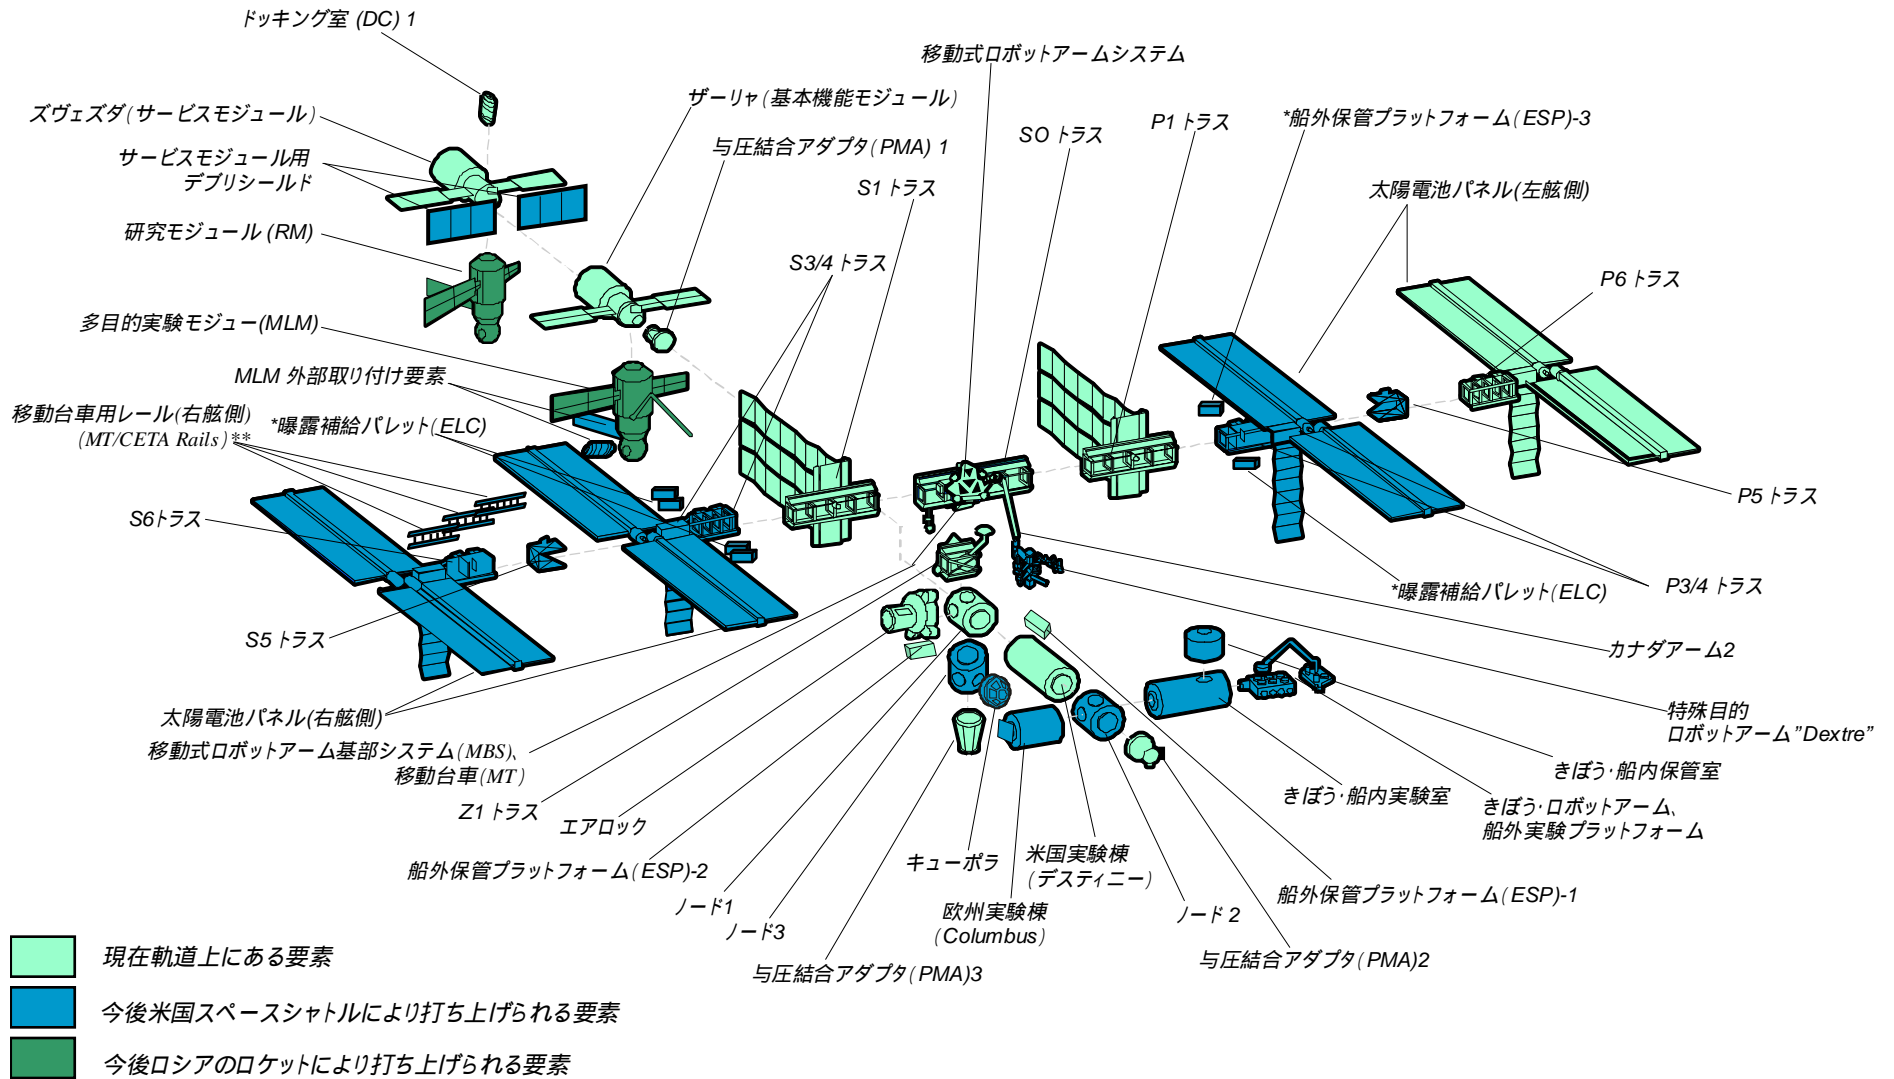 ドッキング室 (DC) 1
移動式ロボットアームシステム
ズヴェズダ(サービスモジュール)
ザーリャ(基本機能モジュール)
*船外保管プラットフォーム(ESP)-3
サービスモジュール用
デブリシールド
与圧結合アダプタ(PMA) 1
SO トラス
P1 トラス
S1 トラス
太陽電池パネル(左舷側)
研究モジュール (RM)
S3/4 トラス
P6 トラス
多目的実験モジュー(MLM)
MLM 外部取り付け要素
移動台車用レール(右舷側)
(MT/CETA Rails)**
*曝露補給パレット(ELC)
S6トラス
P5 トラス
*曝露補給パレット(ELC)
P3/4 トラス
S5 トラス
カナダアーム2
太陽電池パネル(右舷側)
特殊目的
ロボットアーム”Dextre”
移動式ロボットアーム基部システム(MBS)、
移動台車(MT)
きぼう・船内保管室
きぼう・船内実験室
きぼう・ロボットアーム、
船外実験プラットフォーム
Z1 トラス
エアロック
船外保管プラットフォーム(ESP)-2
キューポラ
米国実験棟
(デスティニー)
船外保管プラットフォーム(ESP)-1
ノード1
欧州実験棟
(Columbus)
ノード 2
ノード3
与圧結合アダプタ(PMA)3
与圧結合アダプタ(PMA)2
現在軌道上にある要素
今後米国スペースシャトルにより打ち上げられる要素
今後ロシアのロケットにより打ち上げられる要素